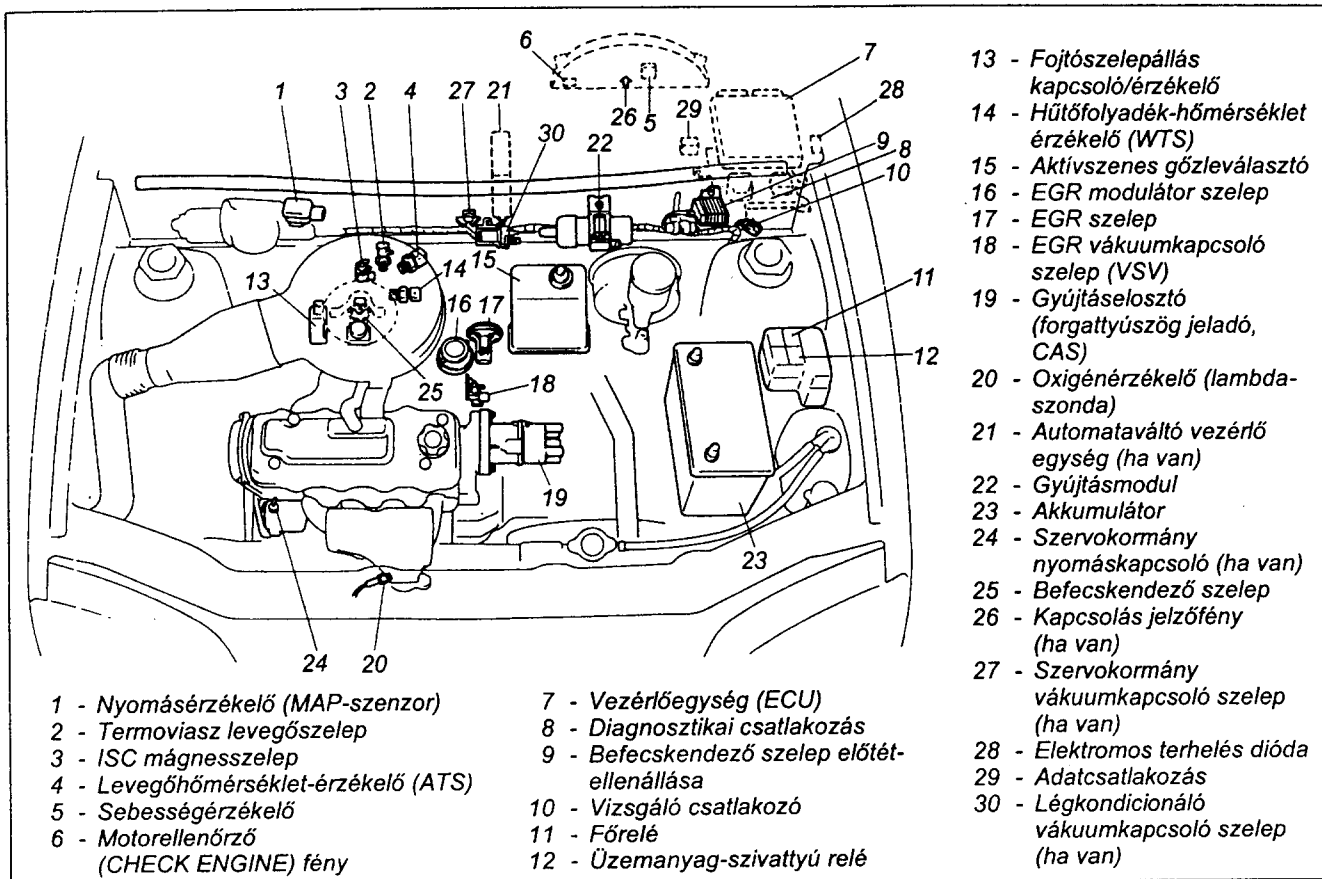 6
7
1
3
2
4
27
21
26
5
29
28
30
22
9
8
10
15
14
13
16
17
11
12
25
18
19
23
24
20
1 - Nyomásérzékelő (MAP-szenzor)
2 - Termoviasz levegőszelep
3 - ISC mágnesszelep
4 - Levegőhőmérséklet-érzékelő (ATS)
5 - Sebességérzékelő
6 - Motorellenőrző
(CHECK ENGINE) fény
7 - Vezérlőegység (ECU)
8 - Diagnosztikai csatlakozás
9 - Befecskendező szelep előtét-
ellenállása
10 - Vizsgáló csatlakozó
11 - Főrelé
12 - Üzemanyag-szivattyú relé
13 - Fojtószelepállás
kapcsoló/érzékelő
14 - Hűtőfolyadék-hőmérséklet
érzékelő (WTS)
15 - Aktívszenes gőzleválasztó
16 - EGR modulátor szelep
17 - EGR szelep
18 - EGR vákuumkapcsoló
szelep (VSV)
19 - Gyújtáselosztó
(forgattyúszög jeladó,
CAS)
20 - Oxigénérzékelő (lambda-
szonda)
21 - Automataváltó vezérlő
egység (ha van)
22 - Gyújtásmodul
23 - Akkumulátor
24 - Szervokormány
nyomáskapcsoló (ha van)
25 - Befecskendező szelep
26 - Kapcsolás jelzőfény
(ha van)
27 - Szervokormány
vákuumkapcsoló szelep
(ha van)
28 - Elektromos terhelés dióda
29 - Adatcsatlakozás
30 - Légkondicionáló
vákuumkapcsoló szelep
(ha van)